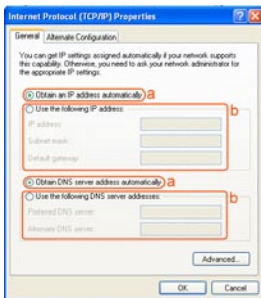 Internet Protocol (TCP/IP) Properties
General
Alternate Configuration
You can get IP settings assigned automatically if your network supports
this capability. Otherwise, you need to ask your network administrator for
the appropriate IP settings.
Obtain an IP address automatically a
Use the following IP address: b
IP address:
Subnet mask:
Default gateway:
Obtain DNS server address automatically a
Use the following DNS server addresses: b
Preferred DNS server:
Alternate DNS server:
Advanced...
OK
Cancel